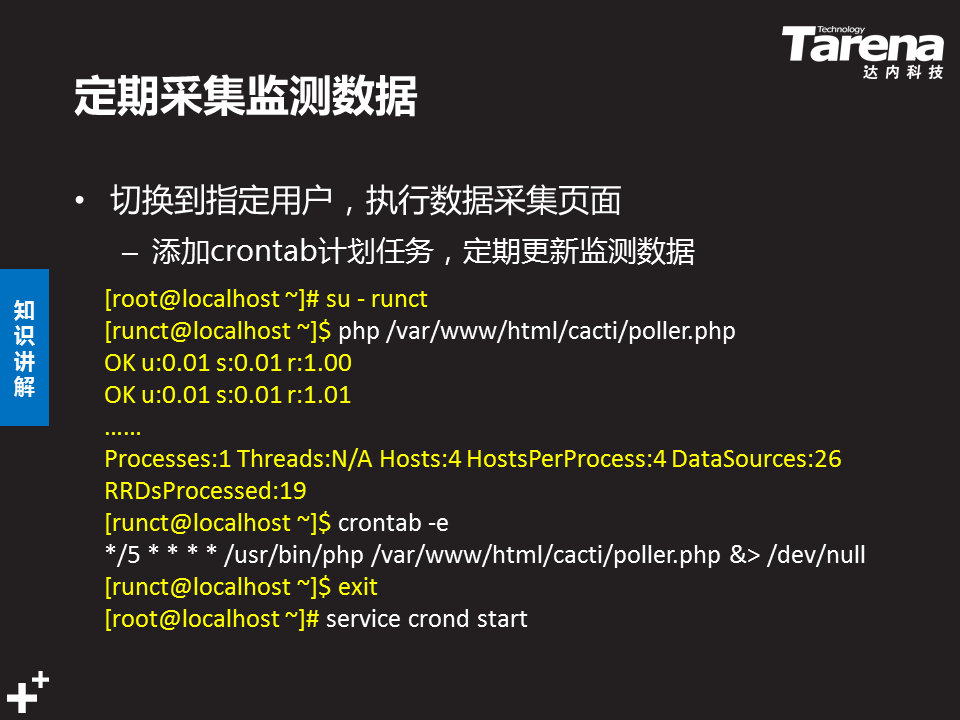 Technology
Tarena
达内科技
定期采集监测数据
• 切换到指定用户，执行数据采集页面
– 添加crontab计划任务，定期更新监测数据
知识讲解
[root@localhost ~]# su - runct
[runct@localhost ~]$ php /var/www/html/cacti/poller.php
OK u:0.01 s:0.01 r:1.00
OK u:0.01 s:0.01 r:1.01
……
Processes:1 Threads:N/A Hosts:4 HostsPerProcess:4 DataSources:26
RRDsProcessed:19
[runct@localhost ~]$ crontab -e
*/5 * * * * /usr/bin/php /var/www/html/cacti/poller.php &> /dev/null
[runct@localhost ~]$ exit
[root@localhost ~]# service crond start